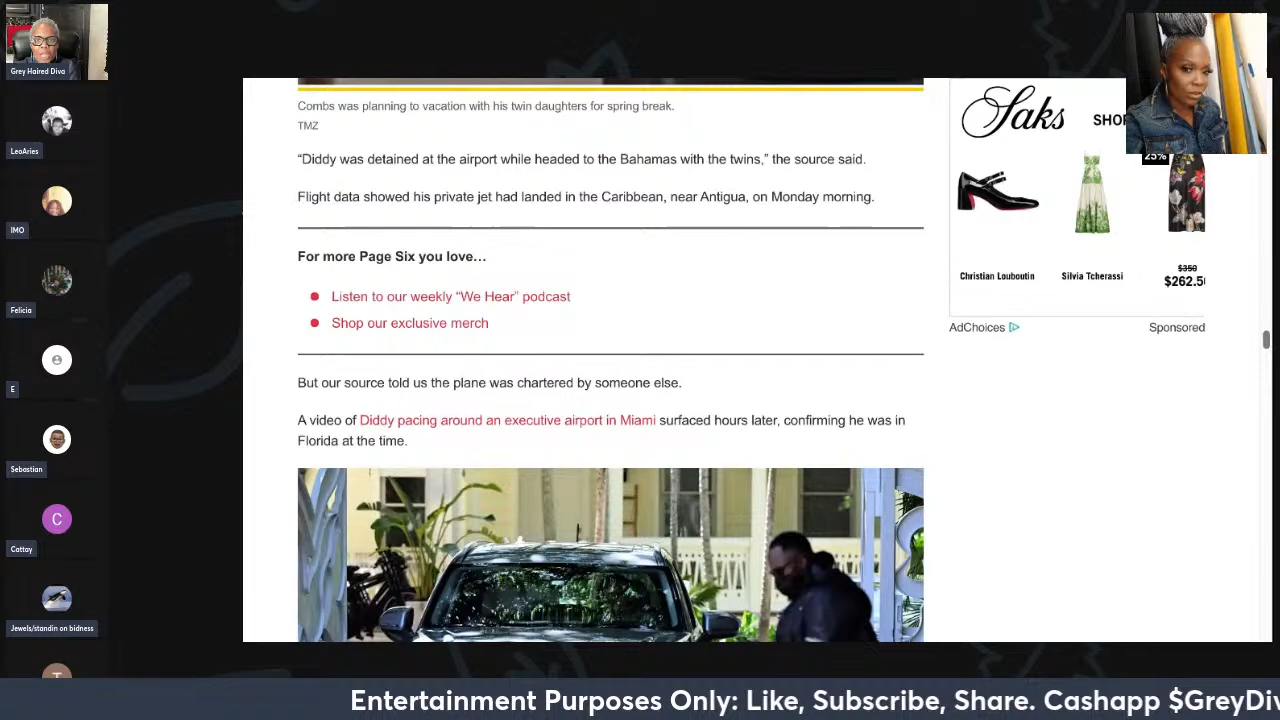 Grey Haired Diva
LeoAries
IMO
Felicia
E
Sebastian
C
Cattay
Jewels/standin on bidness
Combs was planning to vacation with his twin daughters for spring break.
TMZ
“Diddy was detained at the airport while headed to the Bahamas with the twins,” the source said.
Flight data showed his private jet had landed in the Caribbean, near Antigua, on Monday morning.
For more Page Six you love…
Listen to our weekly “We Hear” podcast
Shop our exclusive merch
But our source told us the plane was chartered by someone else.
A video of Diddy pacing around an executive airport in Miami surfaced hours later, confirming he was in
Florida at the time.
Saks
SHOP
25%
Christian Louboutin
Silvia Tcherassi
$350
$262.50
AdChoices
Sponsored
Entertainment Purposes Only: Like, Subscribe, Share. Cashapp $GreyDiv